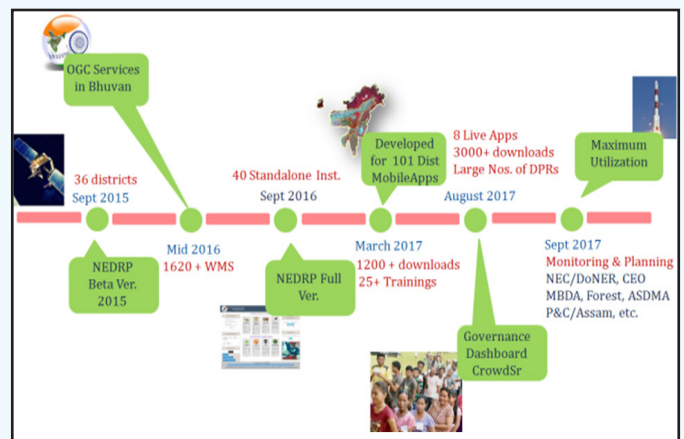 OGC Services
in Bhuvan
36 districts
Sept 2015
NEDRP
Beta Ver.
2015
Mid 2016
1620 + WMS
40 Standalone Inst.
Sept 2016
NEDRP Full
Ver.
Developed
for 101 Dist
MobileApps
March 2017
1200 + downloads
25+ Trainings
8 Live Apps
3000+ downloads
Large Nos. of DPRs
August 2017
Governance
Dashboard
CrowdSr
Maximum
Utilization
Sept 2017
Monitoring & Planning
NEC/DoNER, CEO
MBDA, Forest, ASDMA
P&C/Assam, etc.